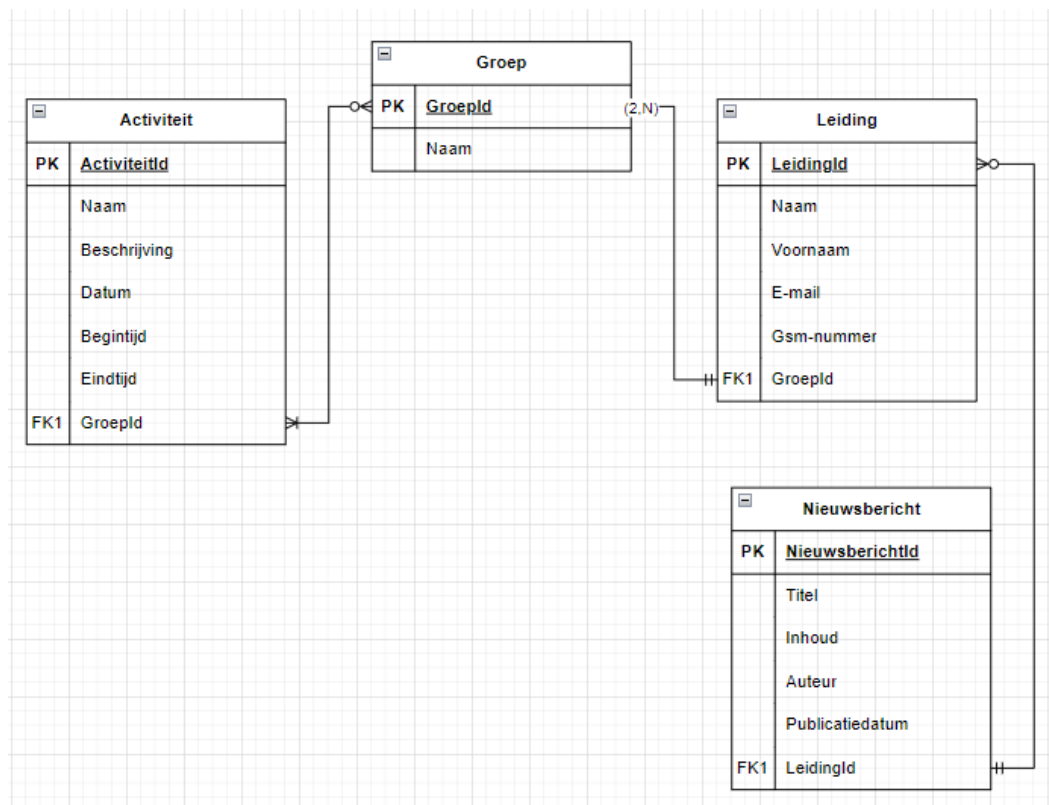 Groep
PK GroepId
(2,N)
Naam
Activiteit
PK ActiviteitId
Naam
Beschrijving
Datum
Begintijd
Eindtijd
FK1 GroepId
Leiding
PK LeidingId
Naam
Voornaam
E-mail
Gsm-nummer
FK1 GroepId
Nieuwsbericht
PK NieuwsberichtId
Titel
Inhoud
Auteur
Publicatiedatum
FK1 LeidingId